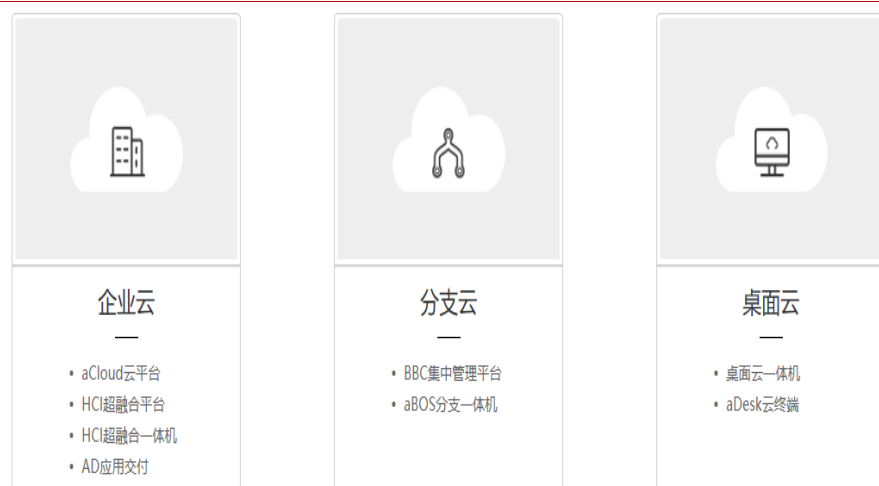 企业云
aCloud云平台
HCI超融合平台
HCI超融合一体机
AD应用交付
分支云
BBC集中管理平台
aBOS分支一体机
桌面云
桌面云一体机
aDesk云终端